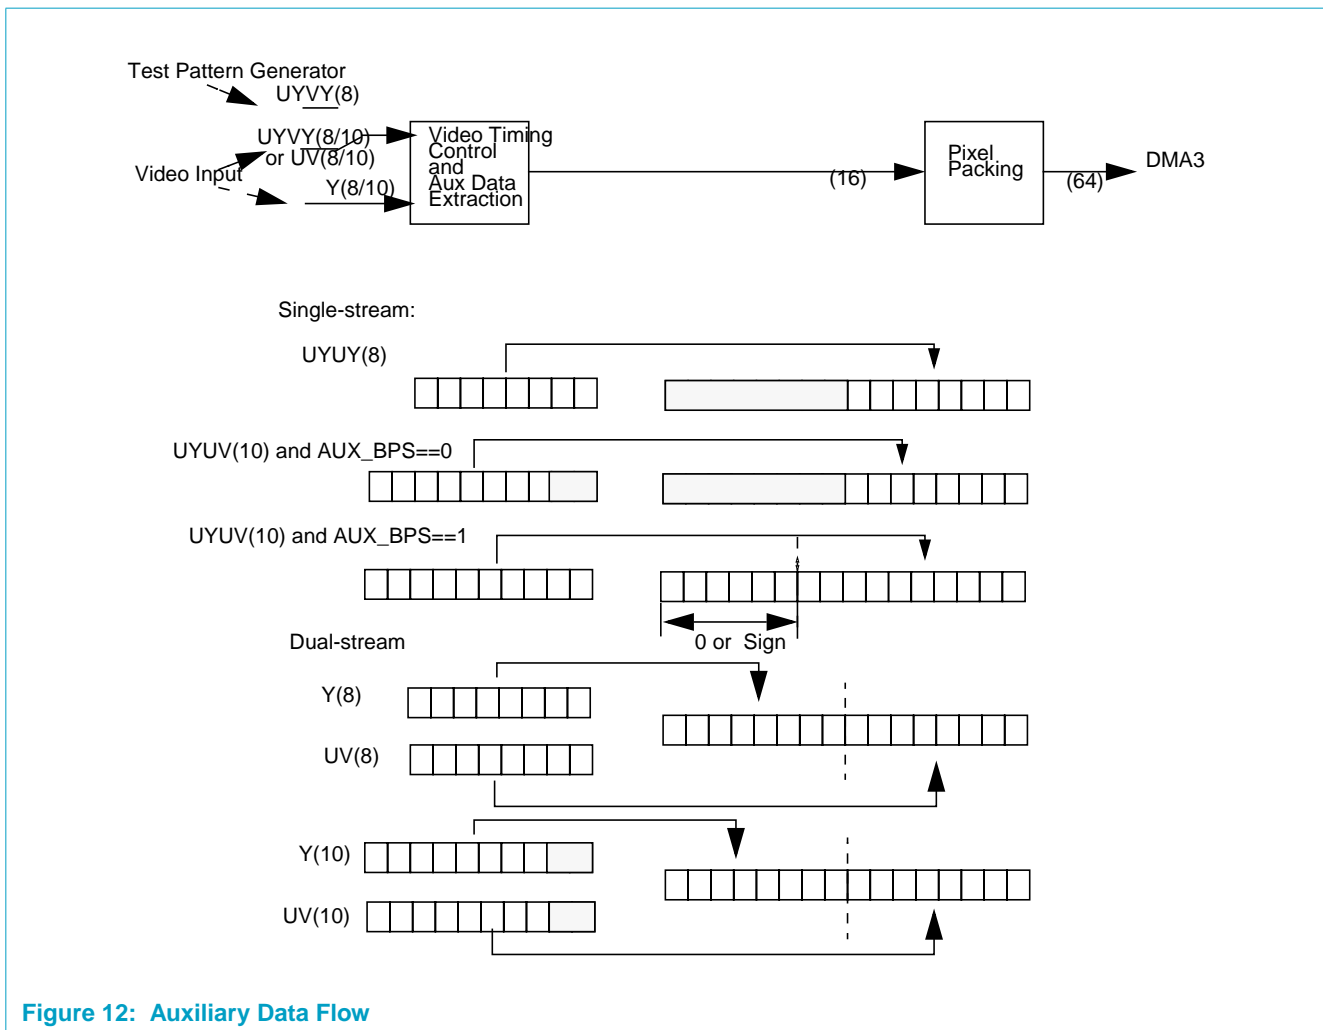 Test Pattern Generator
UYVY(8)
UYVY(8/10)
or UV(8/10)
Video Input
Y(8/10)
Video Timing
Control
and
Aux Data
Extraction
(16)
Pixel
Packing
(64)
DMA3
Single-stream:
UYUY(8)
UYUV(10) and AUX_BPS==0
UYUV(10) and AUX_BPS==1
0 or Sign
Dual-stream
Y(8)
UV(8)
Y(10)
UV(10)
Figure 12: Auxiliary Data Flow